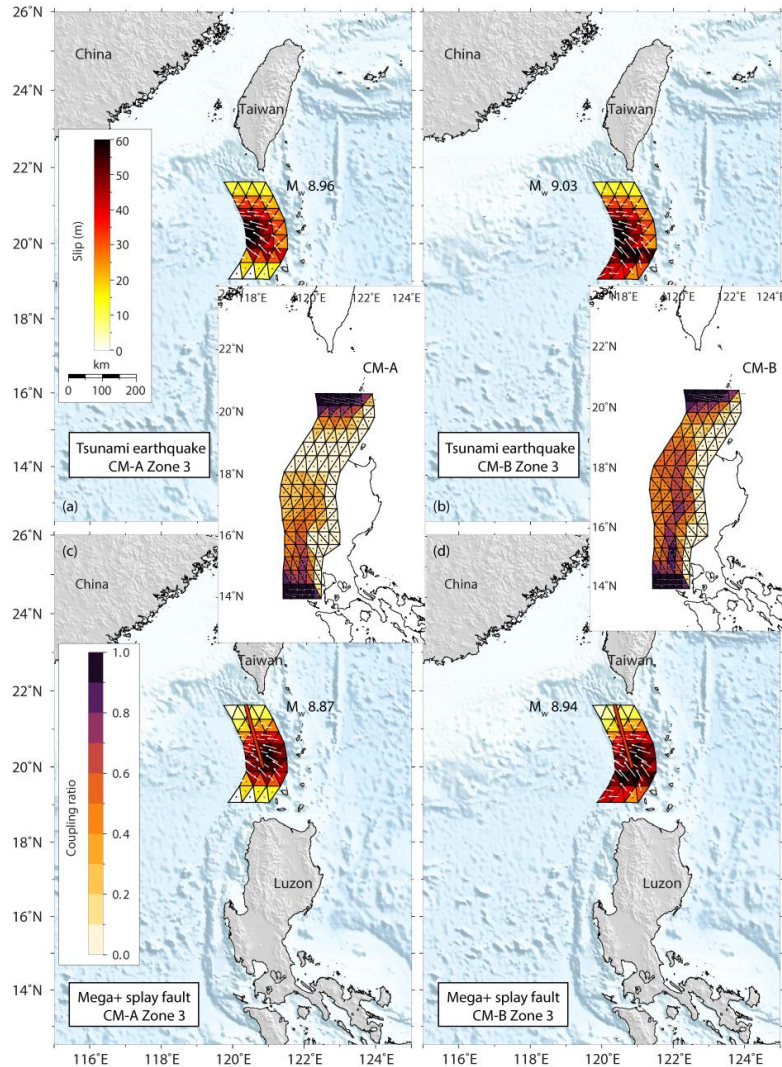 26°N
24°N
22°N
20°N
18°N
16°N
14°N
China
Taiwan
Mw 8.96
Slip (m)
60
50
40
30
20
10
0
km
0 100 200
Tsunami earthquake
CM-A Zone 3
(a)
118°E 120°E 122°E 124°E
22°N
20°N
18°N
16°N
14°N
CM-A
China
Taiwan
Mw 9.03
Tsunami earthquake
CM-B Zone 3
(b)
118°E 120°E 122°E 124°E
22°N
20°N
18°N
16°N
14°N
CM-B
26°N
24°N
22°N
20°N
18°N
16°N
14°N
(c)
China
Taiwan
Mw 8.87
Coupling ratio
1.0
0.8
0.6
0.4
0.2
0.0
Luzon
Mega+ splay fault
CM-A Zone 3
116°E 118°E 120°E 122°E 124°E
(d)
China
Taiwan
Mw 8.94
Luzon
Mega+ splay fault
CM-B Zone 3
116°E 118°E 120°E 122°E 124°E